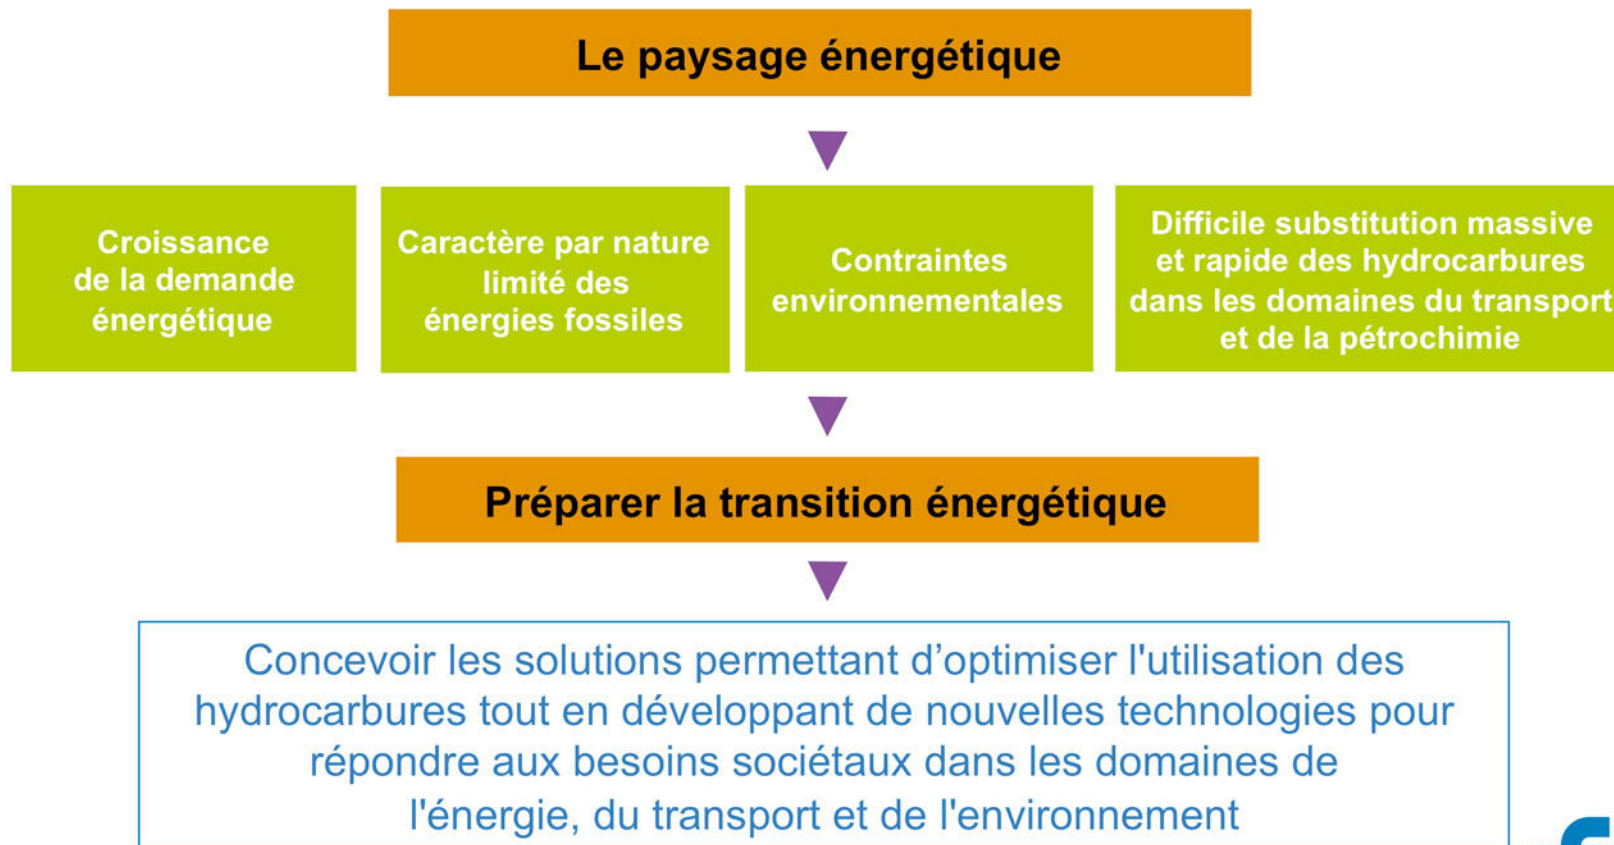 Le paysage énergétique
Croissance
de la demande
énergétique
Caractère par nature
limité des
énergies fossiles
Contraintes
environnementales
Difficile substitution massive
et rapide des hydrocarbures
dans les domaines du transport
et de la pétrochimie
Préparer la transition énergétique
Concevoir les solutions permettant d’optimiser l'utilisation des
hydrocarbures tout en développant de nouvelles technologies pour
répondre aux besoins sociétaux dans les domaines de
l'énergie, du transport et de l'environnement